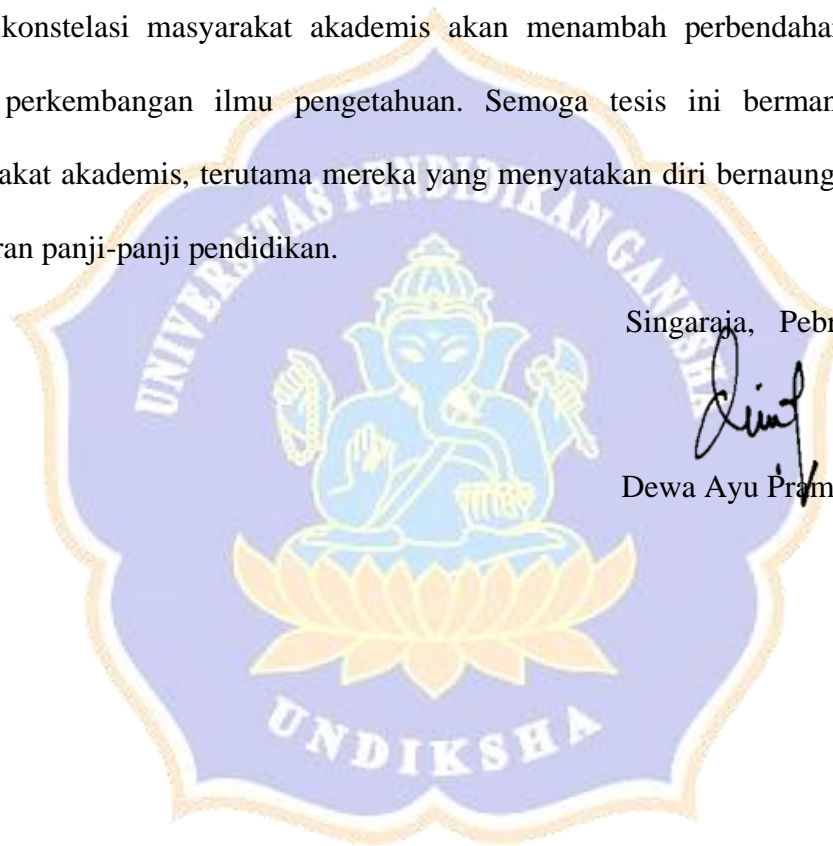 konstelasi masyarakat akademis akan menambah perbendahar
perkembangan ilmu pengetahuan. Semoga tesis ini berman
akat akademis, terutama mereka yang menyatakan diri bernaung
ran panji-panji pendidikan.
UNIVERSITAS PENDIDIKAN GANESHA
Singaraja, Pebr
Dewa Ayu Pram
UNDIKSHA